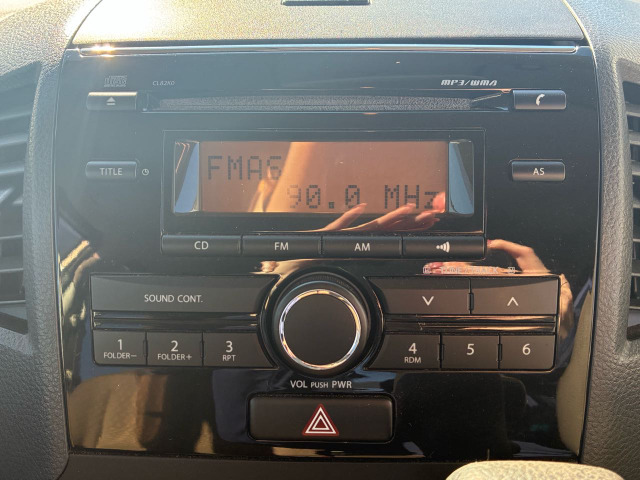 CLA2AD
MP3/WMA
TITLE
AS
FMA6
90.0 MHz
CD
FM
AM
SOUND CONT.
1
FOLDER−
2
FOLDER+
3
RPT
4
RDM
5
6
VOL PUSH PWR